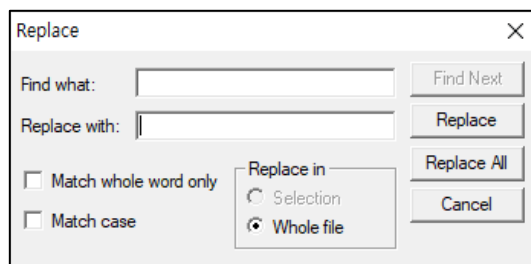 Replace
Find what:
Find Next
Replace with:
Replace
Match whole word only
Match case
Replace in
Selection
Whole file
Replace All
Cancel